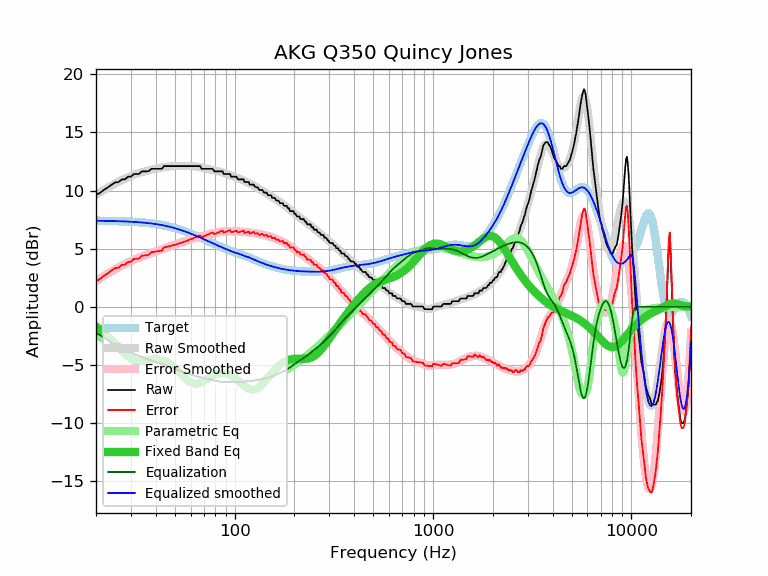 AKG Q350 Quincy Jones
20
15
10
5
0
−5
−10
−15
Amplitude (dBr)
Target
Raw Smoothed
Error Smoothed
Raw
Error
Parametric Eq
Fixed Band Eq
Equalization
Equalized smoothed
100
1000
10000
Frequency (Hz)